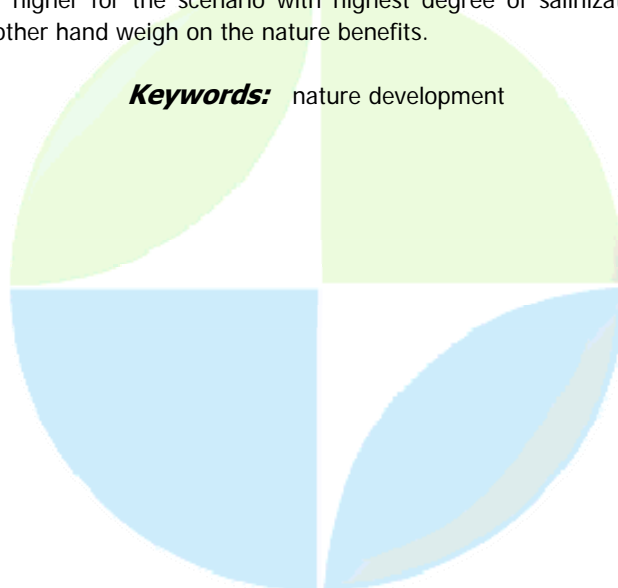 higher for the scenario with highest degree of salinizat
other hand weigh on the nature benefits.
Keywords: nature development